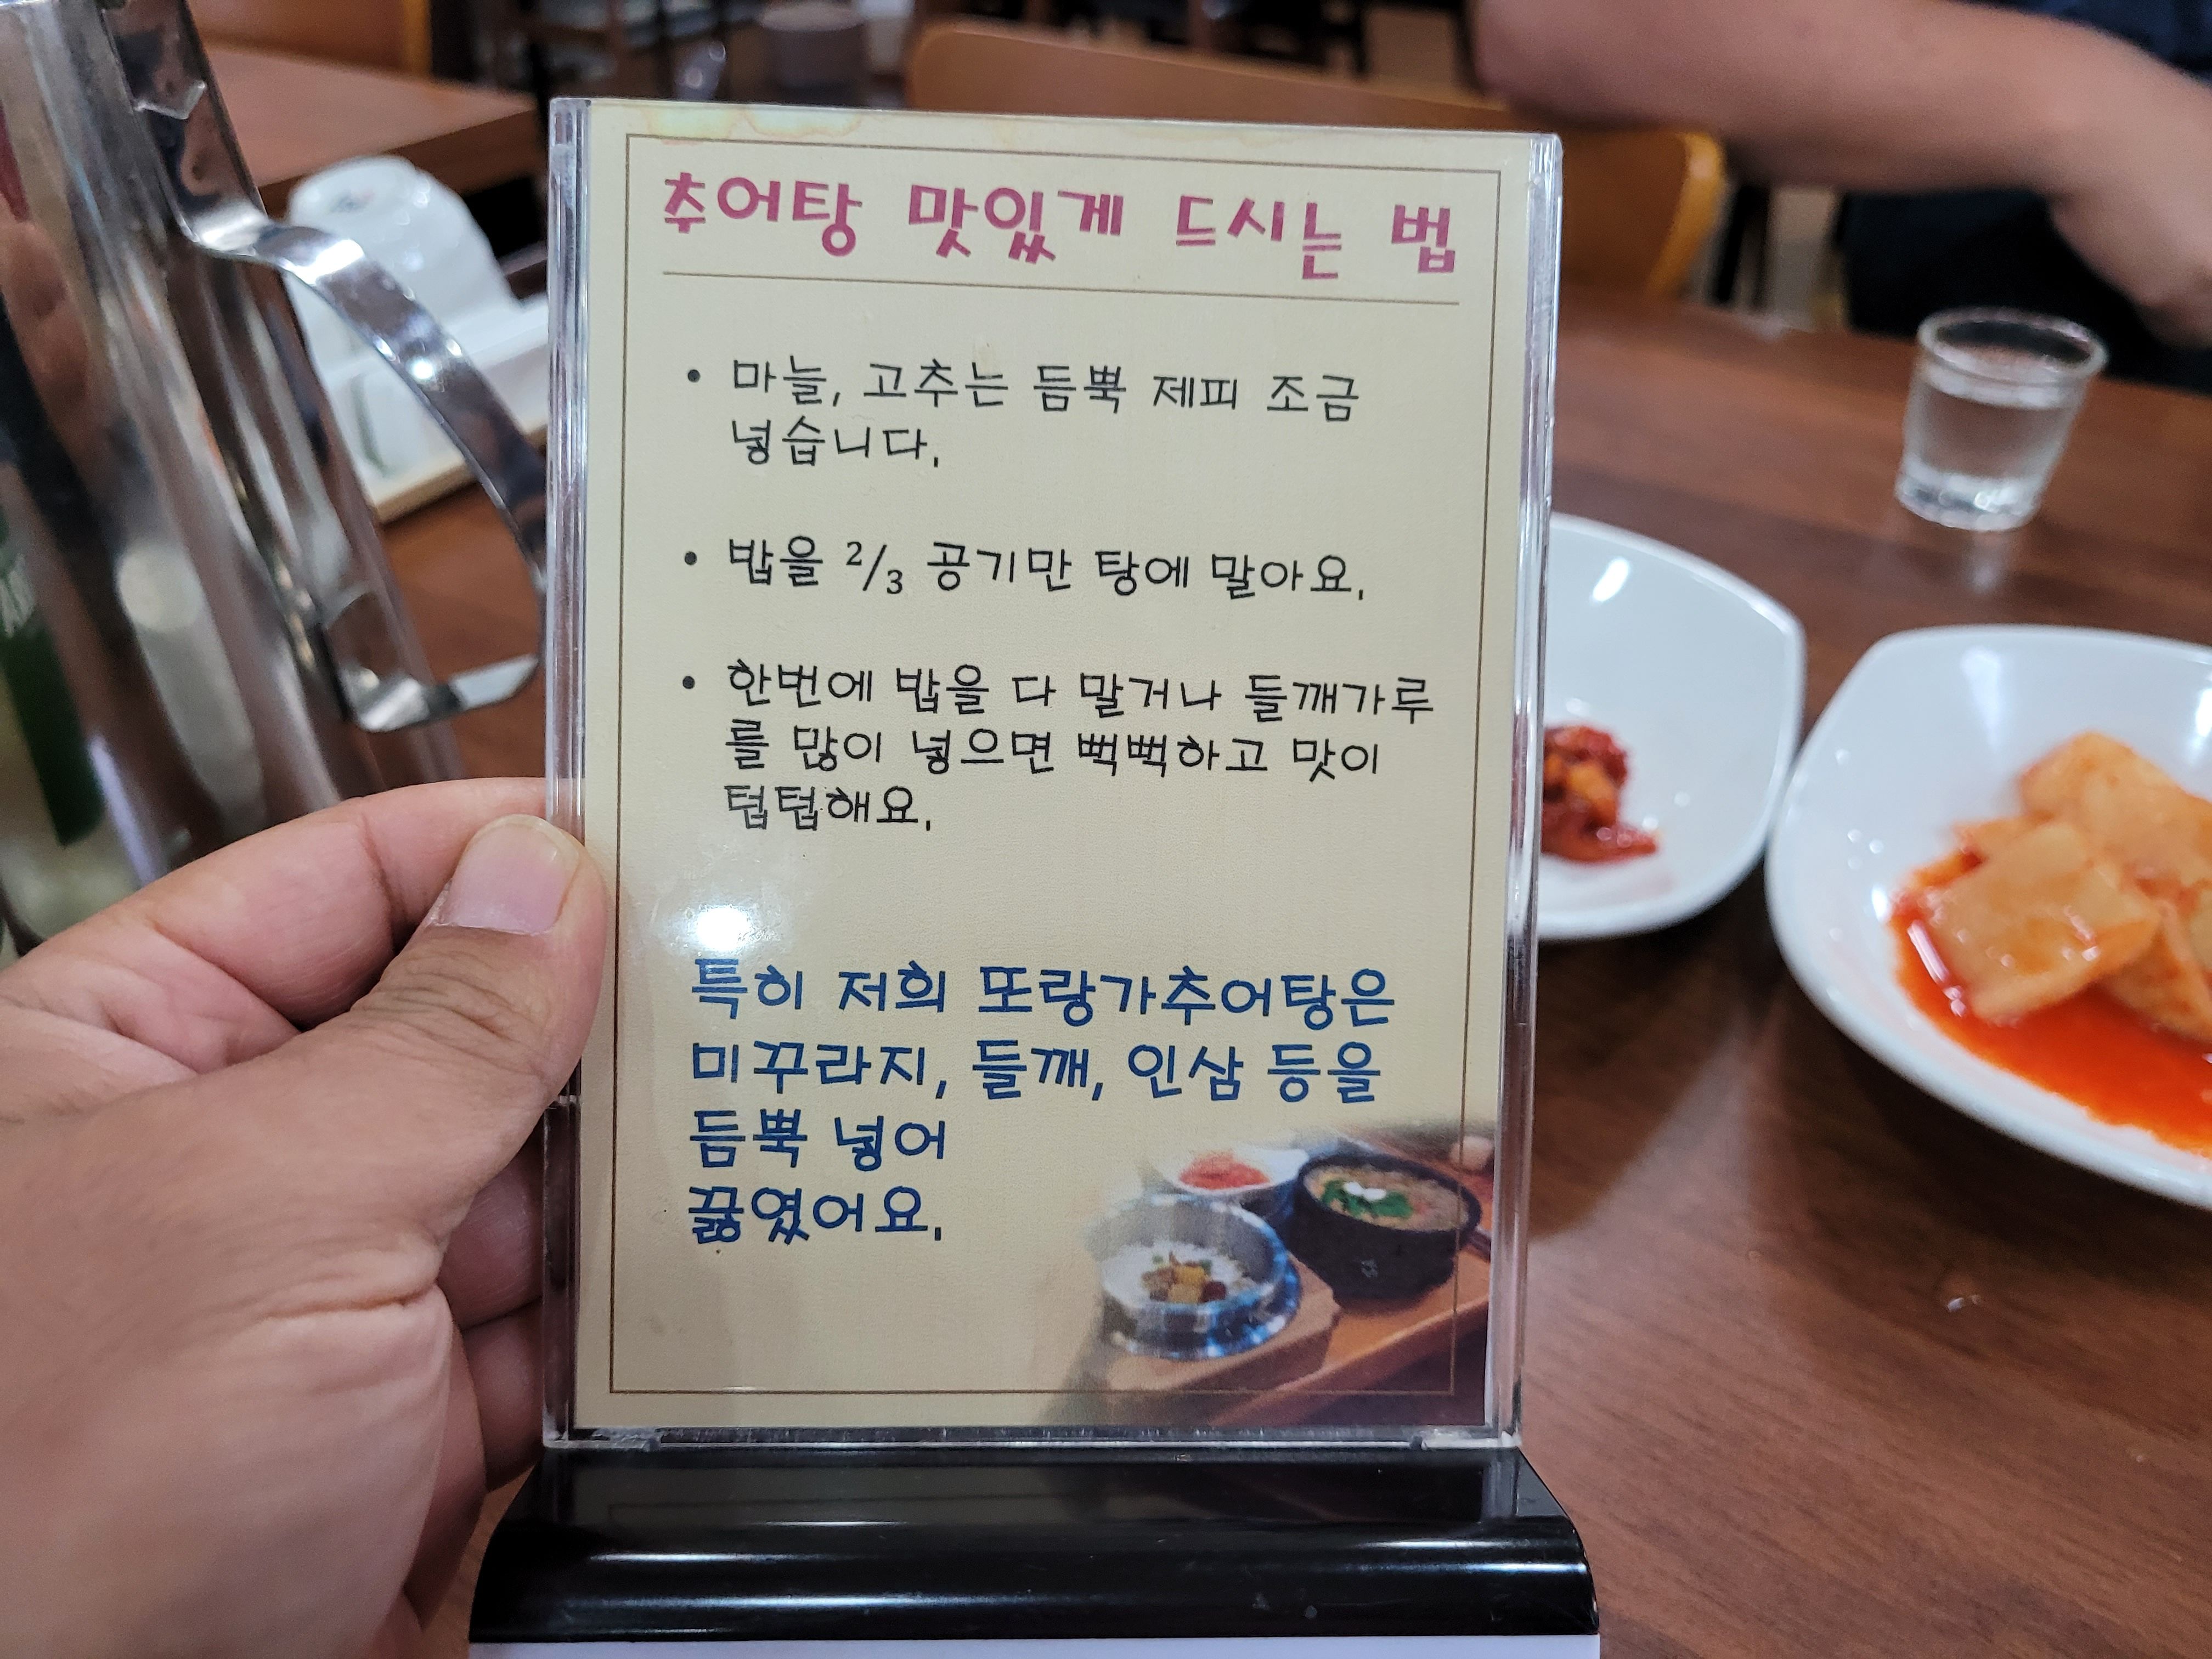 추어탕 맛있게 드시는 법
• 마늘, 고추는 듬뿍 제피 조금
넣습니다.
• 밥을 2/3 공기만 탕에 말아요.
• 한번에 밥을 다 말거나 들깨가루
를 많이 넣으면 뻑뻑하고 맛이
텁텁해요.
특히 저희 또랑가추어탕은
미꾸라지, 들깨, 인삼 등을
듬뿍 넣어
끓였어요.